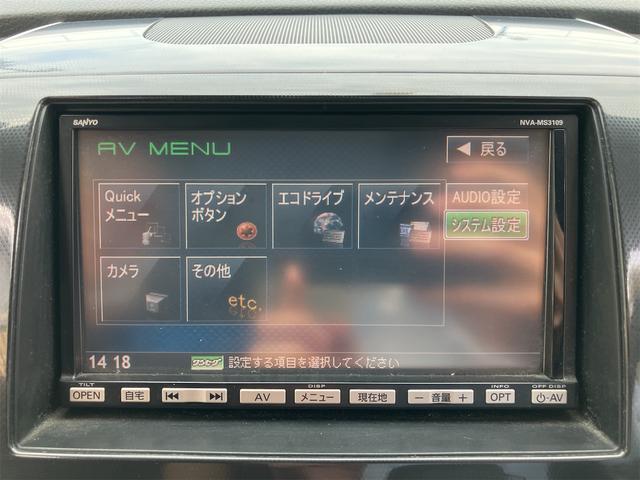 SANYO NVA-MS3109
AV MENU
◀ 戻る
Quick
メニュー
オプション
ボタン
エコドライブ
メンテナンス
AUDIO設定
システム設定
カメラ
その他
etc.
14 18 ワンセグ 設定する項目を選択してください
TILT DISP INFO OFF DISP
OPEN 自宅 AV メニュー 現在地 － 音量 ＋ OPT ⏻-AV